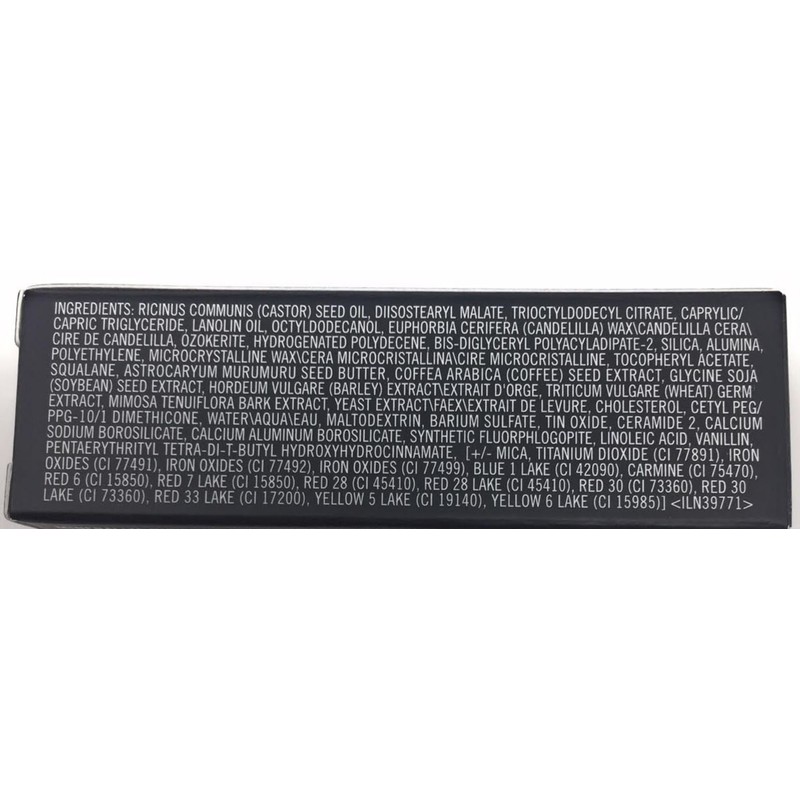 INGREDIENTS: RICINUS COMMUNIS (CASTOR) SEED OIL, DIISOSTEARYL MALATE, TRIOCTYLDODECYL CITRATE, CAPRYLIC/
CAPRIC TRIGLYCERIDE, LANOLIN OIL, OCTYLDODECANOL, EUPHORBIA CERIFERA (CANDELILLA) WAX\CANDELILLA CERA\
CIRE DE CANDELILLA, OZOKERITE, HYDROGENATED POLYDECENE, BIS-DIGLYCERYL POLYACYLADIPATE-2, SILICA, ALUMINA,
POLYETHYLENE, MICROCRYSTALLINE WAX\CERA MICROCRISTALLINA\CIRE MICROCRISTALLINE, TOCOPHERYL ACETATE,
SQUALANE, ASTROCARYUM MURUMURU SEED BUTTER, COFFEA ARABICA (COFFEE) SEED EXTRACT, GLYCINE SOJA
(SOYBEAN) SEED EXTRACT, HORDEUM VULGARE (BARLEY) EXTRACT\EXTRAIT D'ORGE, TRITICUM VULGARE (WHEAT) GERM
EXTRACT, MIMOSA TENUIFLORA BARK EXTRACT, YEAST EXTRACT\FAEX\EXTRAIT DE LEVURE, CHOLESTEROL, CETYL PEG/
PPG-10/1 DIMETHICONE, WATER\AQUA\EAU, MALTODEXTRIN, BARIUM SULFATE, TIN OXIDE, CERAMIDE 2, CALCIUM
SODIUM BOROSILICATE, CALCIUM ALUMINUM BOROSILICATE, SYNTHETIC FLUORPHLOGOPITE, LINOLEIC ACID, VANILLIN,
PENTAERYTHRITYL TETRA-DI-T-BUTYL HYDROXYHYDROCINNAMATE, [+/- MICA, TITANIUM DIOXIDE (CI 77891), IRON
OXIDES (CI 77491), IRON OXIDES (CI 77492), IRON OXIDES (CI 77499), BLUE 1 LAKE (CI 42090), CARMINE (CI 75470),
RED 6 (CI 15850), RED 7 LAKE (CI 15850), RED 28 (CI 45410), RED 28 LAKE (CI 45410), RED 30 (CI 73360), RED 30
LAKE (CI 73360), RED 33 LAKE (CI 17200), YELLOW 5 LAKE (CI 19140), YELLOW 6 LAKE (CI 15985)] <ILN39771>